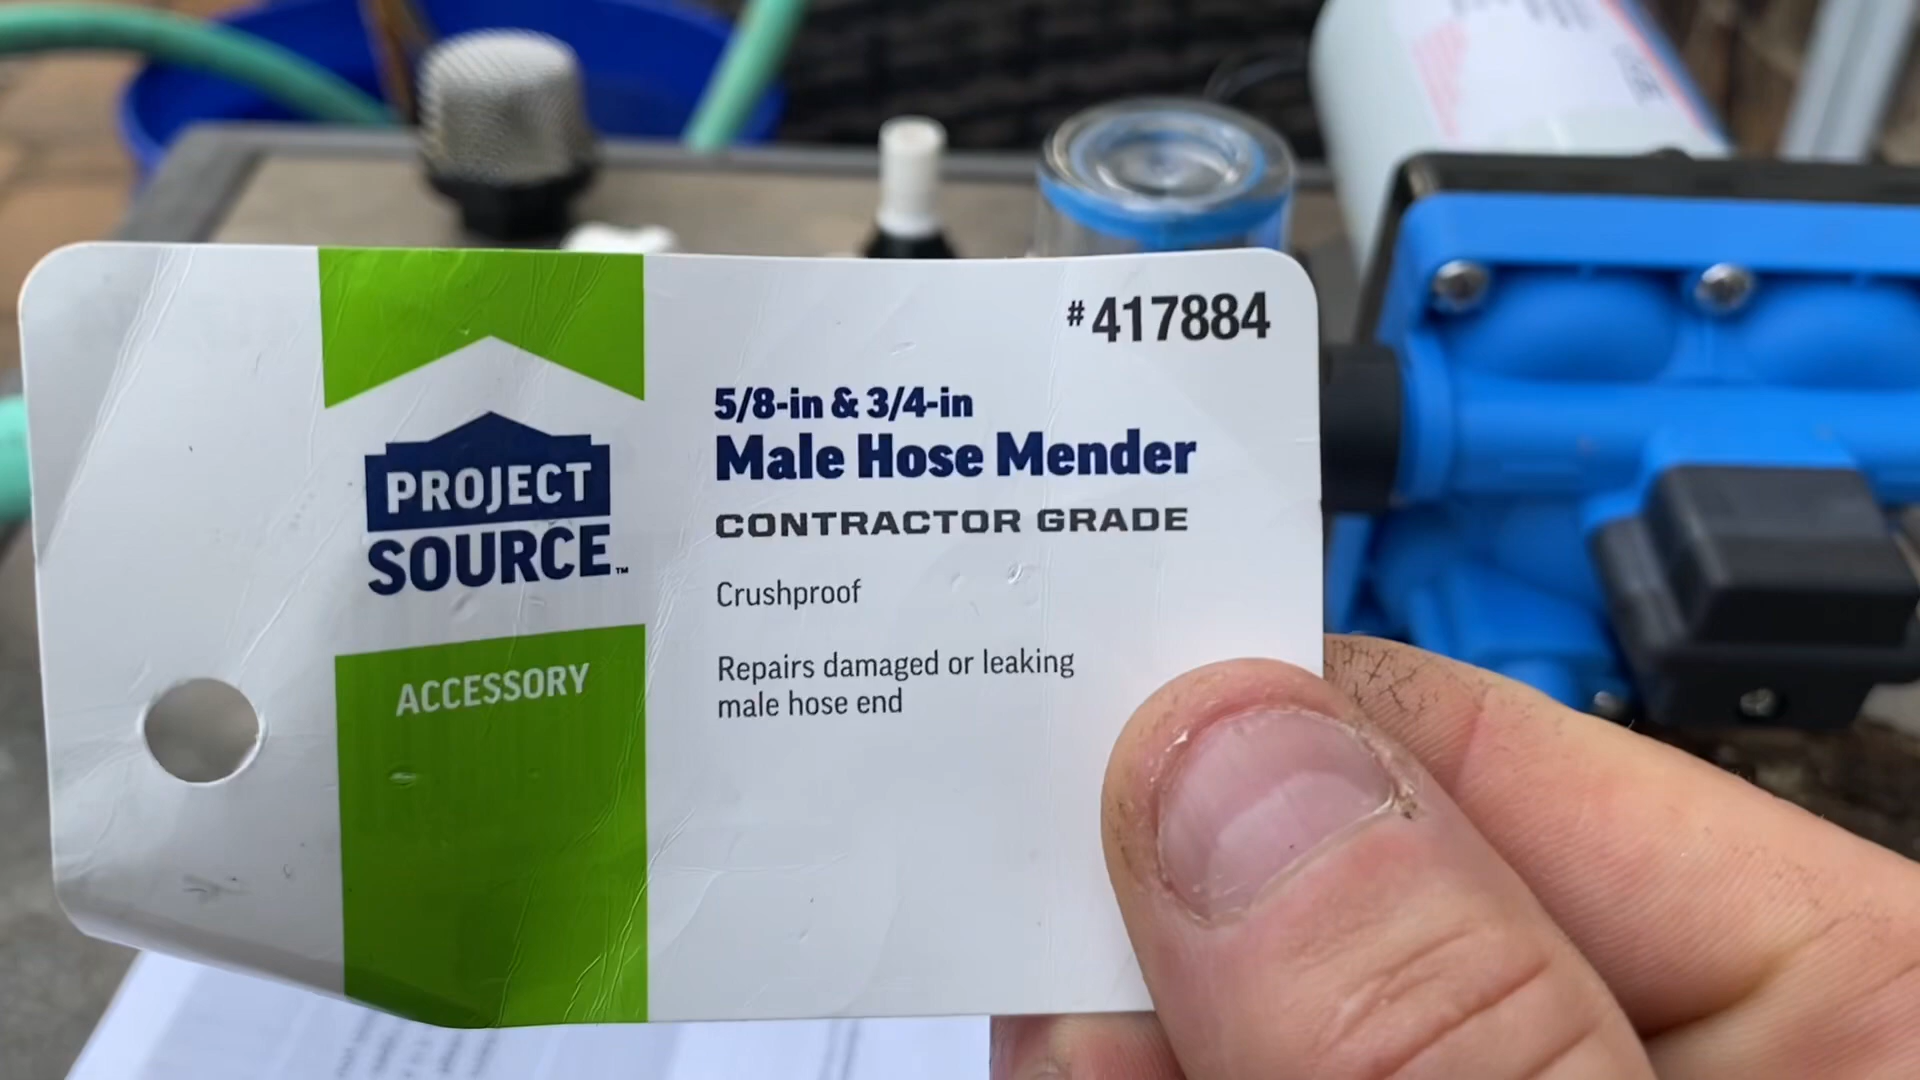 #417884
PROJECT
SOURCE™
ACCESSORY
5/8-in & 3/4-in
Male Hose Mender
CONTRACTOR GRADE
Crushproof
Repairs damaged or leaking
male hose end